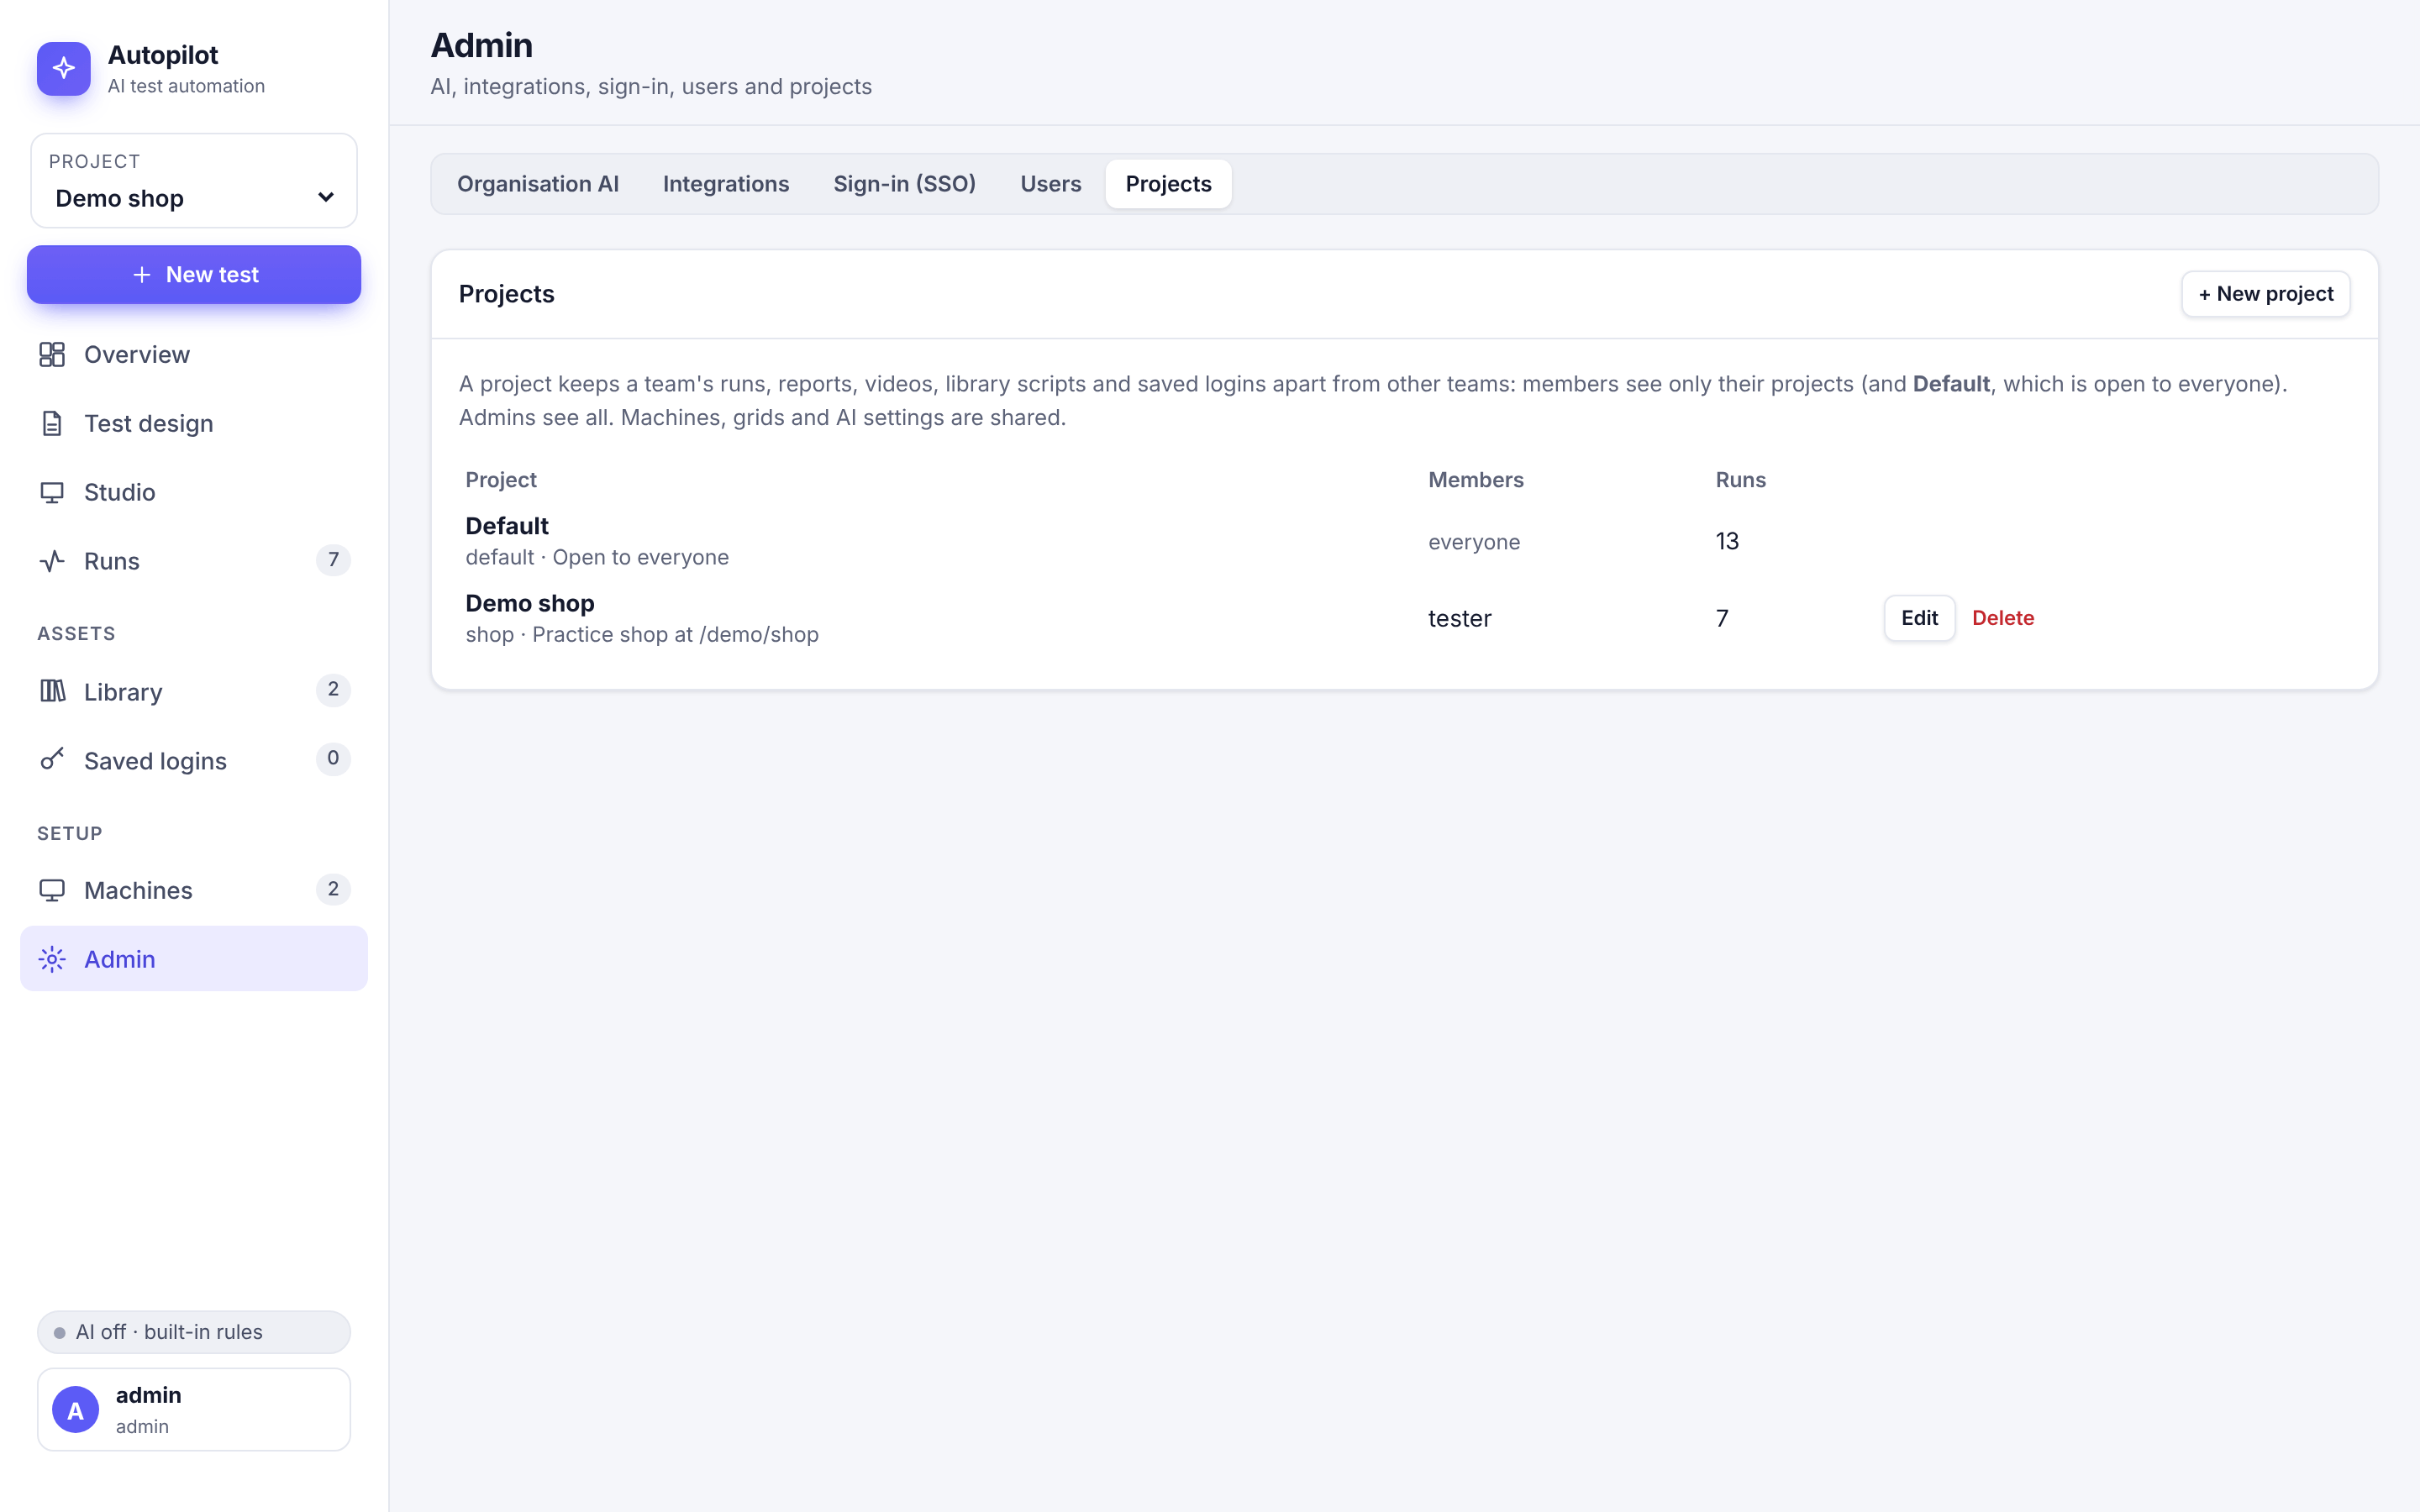 Autopilot
AI test automation
PROJECT
Demo shop
+ New test
Overview
Test design
Studio
Runs 7
ASSETS
Library 2
Saved logins 0
SETUP
Machines 2
Admin
AI off · built-in rules
A
admin
admin
Admin
AI, integrations, sign-in, users and projects
Organisation AI Integrations Sign-in (SSO) Users Projects
Projects + New project
A project keeps a team's runs, reports, videos, library scripts and saved logins apart from other teams: members see only their projects (and Default, which is open to everyone).
Admins see all. Machines, grids and AI settings are shared.
Project Members Runs
Default
default · Open to everyone everyone 13
Demo shop
shop · Practice shop at /demo/shop tester 7 Edit Delete